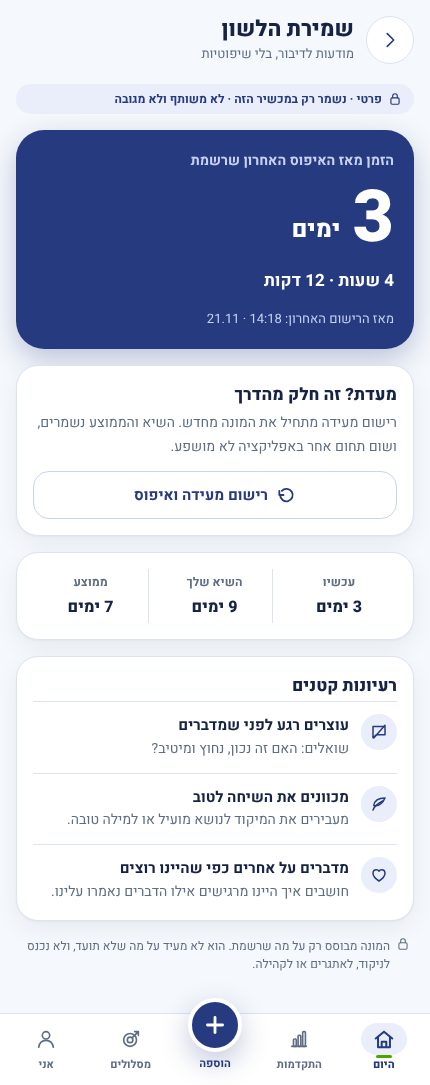 שמירת הלשון
מודעות לדיבור, בלי שיפוטיות
פרטי · נשמר רק במכשיר הזה · לא משותף ולא מגובה
הזמן מאז האיפוס האחרון שרשמת
3 ימים
4 שעות · 12 דקות
מאז הרישום האחרון: 14:18 · 21.11
מעדת? זה חלק מהדרך
רישום מעידה מתחיל את המונה מחדש. השיא והממוצע נשמרים,
ושום תחום אחר באפליקציה לא מושפע.
רישום מעידה ואיפוס
עכשיו
3 ימים
השיא שלך
9 ימים
ממוצע
7 ימים
רעיונות קטנים
עוצרים רגע לפני שמדברים
שואלים: האם זה נכון, נחוץ ומיטיב?
מכוונים את השיחה לטוב
מעבירים את המיקוד לנושא מועיל או למילה טובה.
מדברים על אחרים כפי שהיינו רוצים
חושבים איך היינו מרגישים אילו הדברים נאמרו עלינו.
המונה מבוסס רק על מה שרשמת. הוא לא מעיד על מה שלא תועד, ולא נכנס
לניקוד, לאתגרים או לקהילה.
היום
התקדמות
הוספה
מסלולים
אני